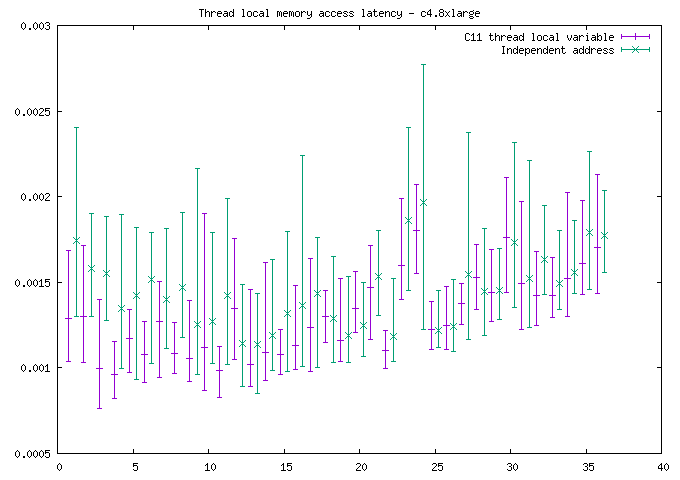 Thread local memory access latency - c4.8xlarge
0.003
C11 thread local variable
Independent address
0.0025
0.002
0.0015
0.001
0.0005
0 5 10 15 20 25 30 35 40